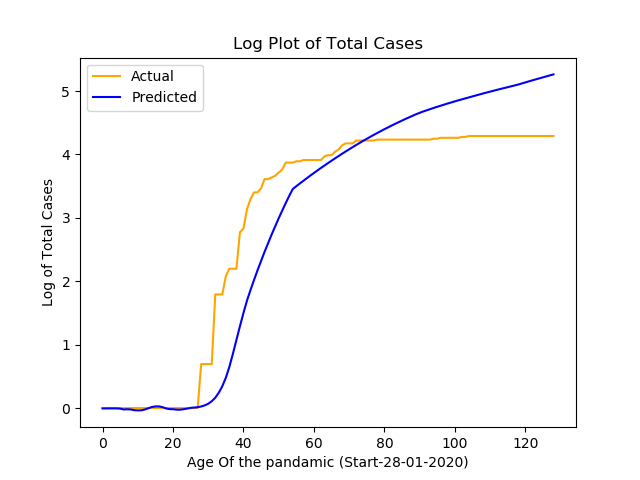 Log Plot of Total Cases
Actual
Predicted
5
4
3
2
1
0
Log of Total Cases
0 20 40 60 80 100 120
Age Of the pandamic (Start-28-01-2020)